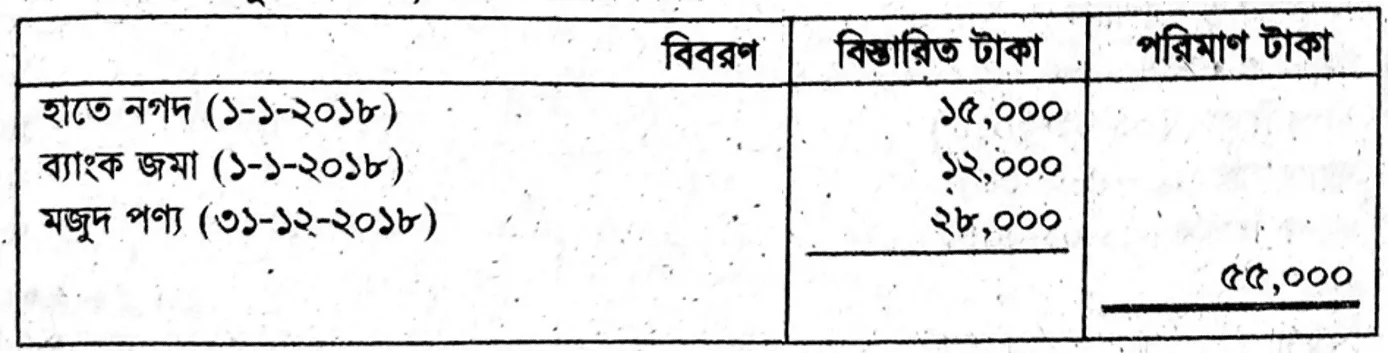 বিবরণ বিস্তারিত টাকা পরিমাণ টাকা
হাতে নগদ (১-১-২০১৮) ১৫,০০০
ব্যাংক জমা (১-১-২০১৮) ১২,০০০
মজুদ পণ্য (৩১-১২-২০১৮) ২৮,০০০
৫৫,০০০